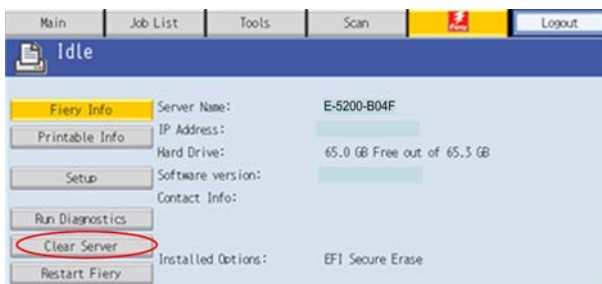 Main Job List Tools Scan Fiery Logout
Idle
Fiery Info
Printable Info
Setup
Run Diagnostics
Clear Server
Restart Fiery
Server Name: E-5200-B04F
IP Address:
Hard Drive: 65.0 GB Free out of 65.3 GB
Software version:
Contact Info:
Installed Options: EFI Secure Erase